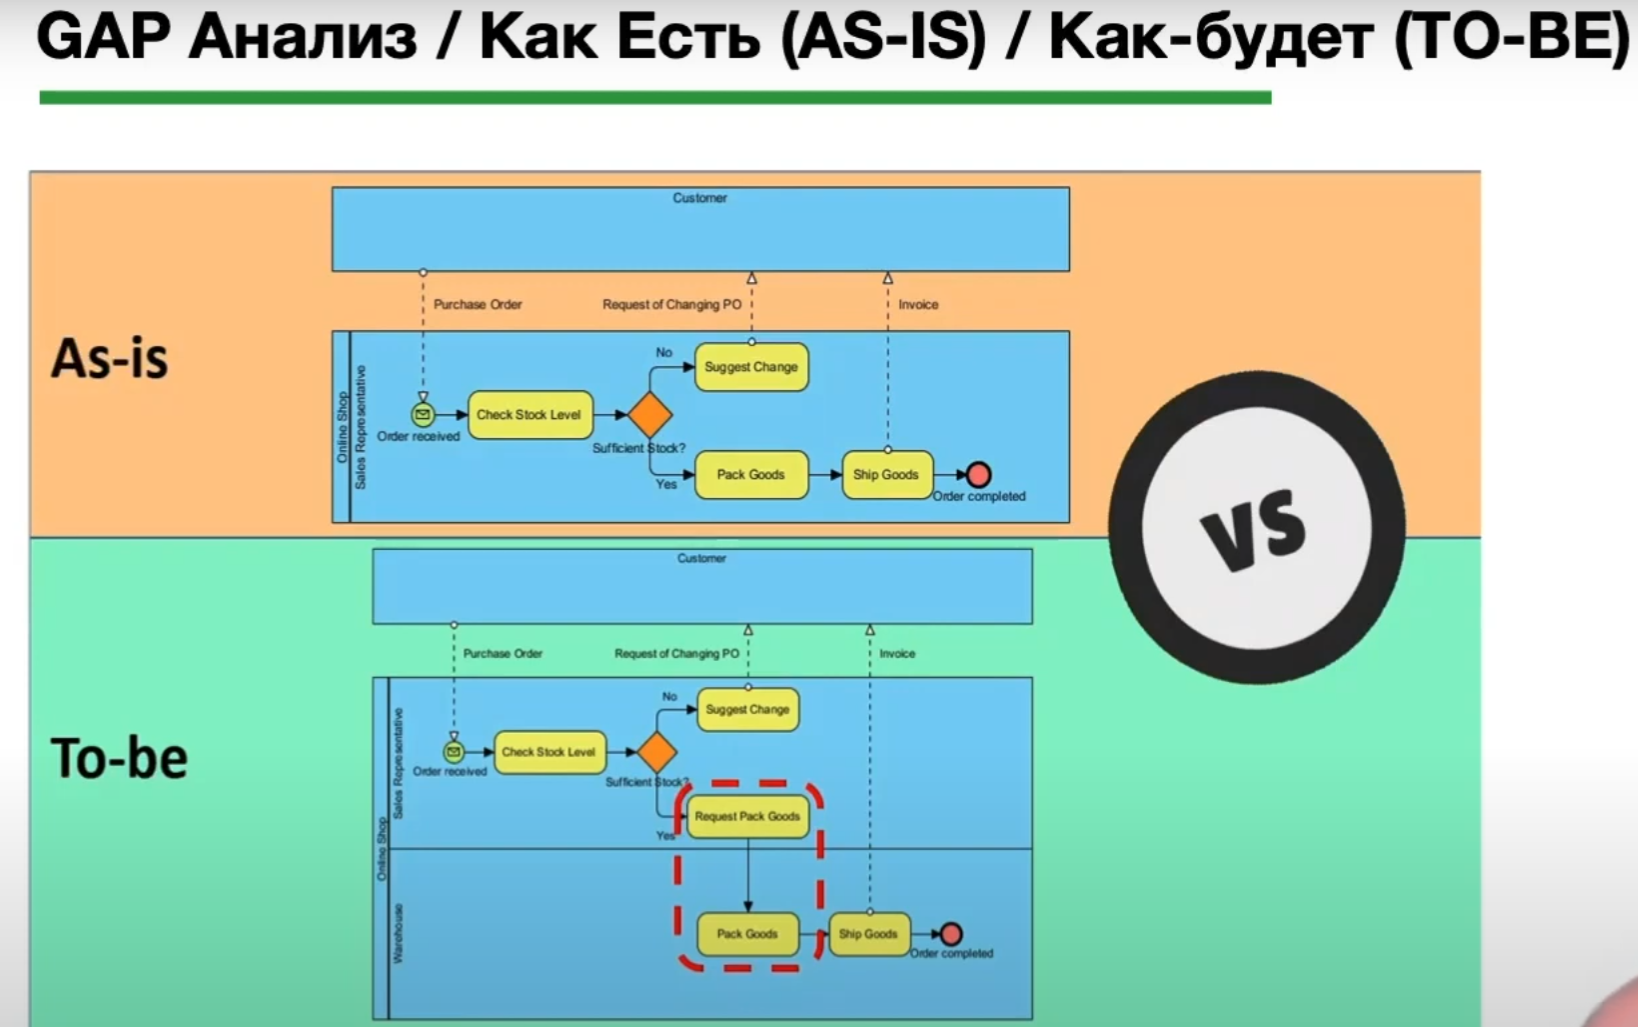 GAP Анализ / Как Есть (AS-IS) / Как-будет (TO-BE)
As-is
Customer
Purchase Order
Request of Changing PO
Invoice
Online Shop
Sales Representative
Order received
Check Stock Level
Sufficient Stock?
No
Suggest Change
Yes
Pack Goods
Ship Goods
Order completed
VS
To-be
Customer
Purchase Order
Request of Changing PO
Invoice
Online Shop
Sales Representative
Order received
Check Stock Level
Sufficient Stock?
No
Suggest Change
Yes
Request Pack Goods
Warehouse
Pack Goods
Ship Goods
Order completed